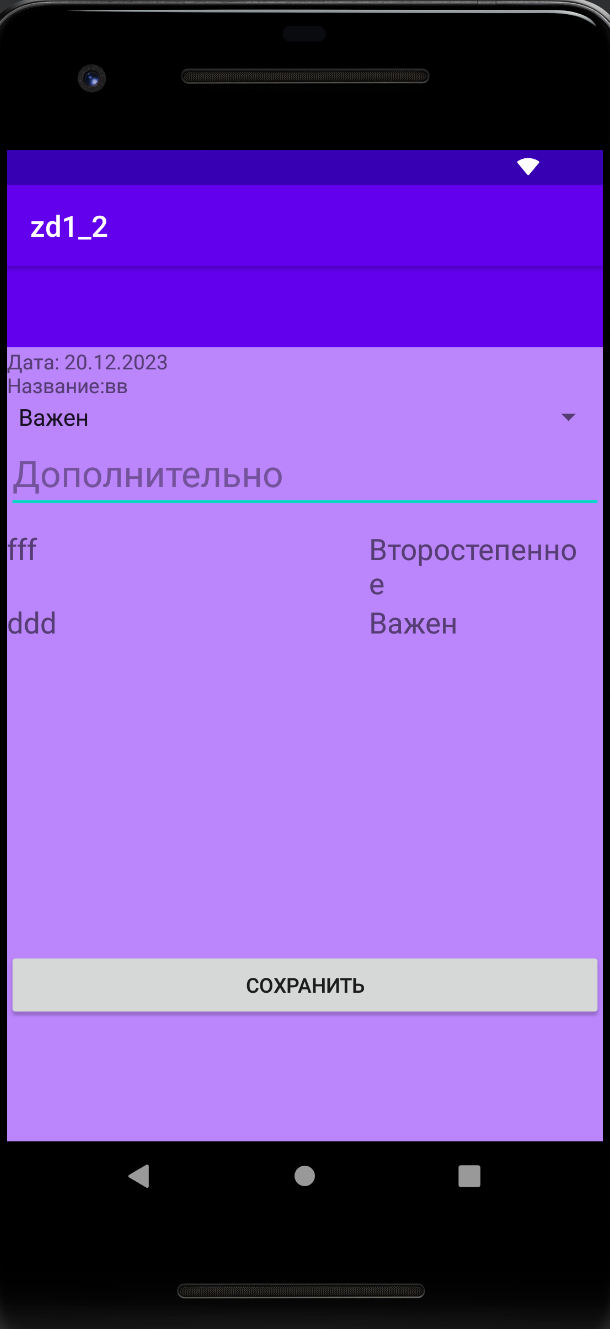 zd1_2
Дата: 20.12.2023
Название:вв
Важен
Дополнительно
fff Второстепенно
е
ddd Важен
СОХРАНИТЬ